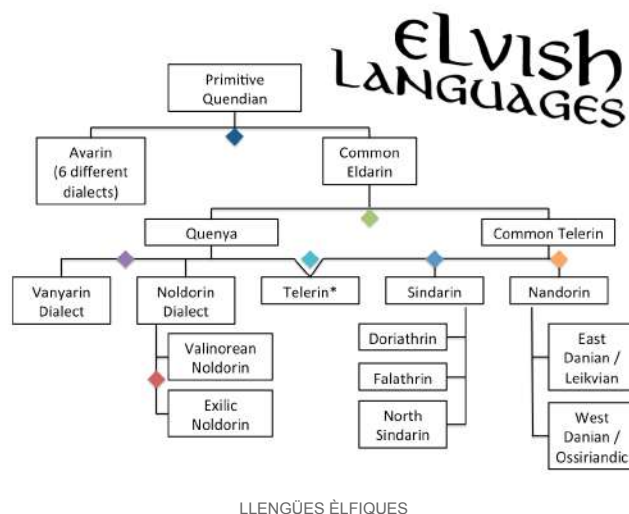 ELVISH
LANGUAGES
Primitive
Quendian
Avarin
(6 different
dialects)
Common
Eldarin
Quenya
Common Telerin
Vanyarin
Dialect
Noldorin
Dialect
Telerin*
Sindarin
Nandorin
Valinorean
Noldorin
Exilic
Noldorin
Doriathrin
Falathrin
North
Sindarin
East
Danian /
Leikvian
West
Danian /
Ossiriandic
LLENGÜES ÈLFIQUES